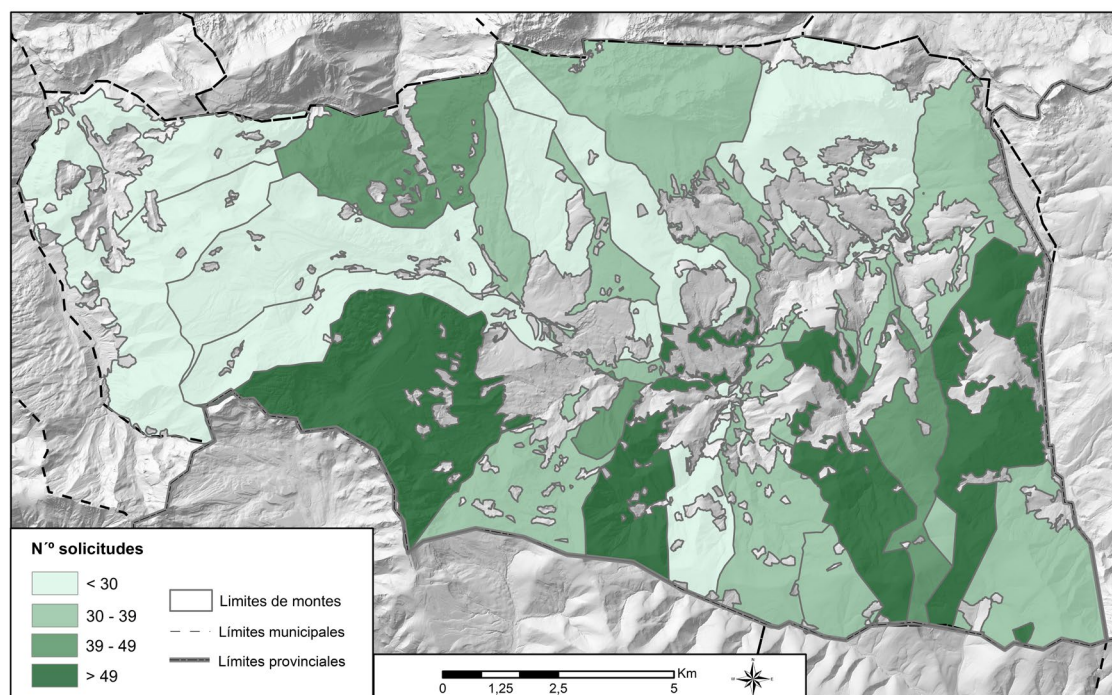 N´º solicitudes
< 30
30 - 39
39 - 49
> 49
Limites de montes
Límites municipales
Límites provinciales
Km
0 1,25 2,5 5